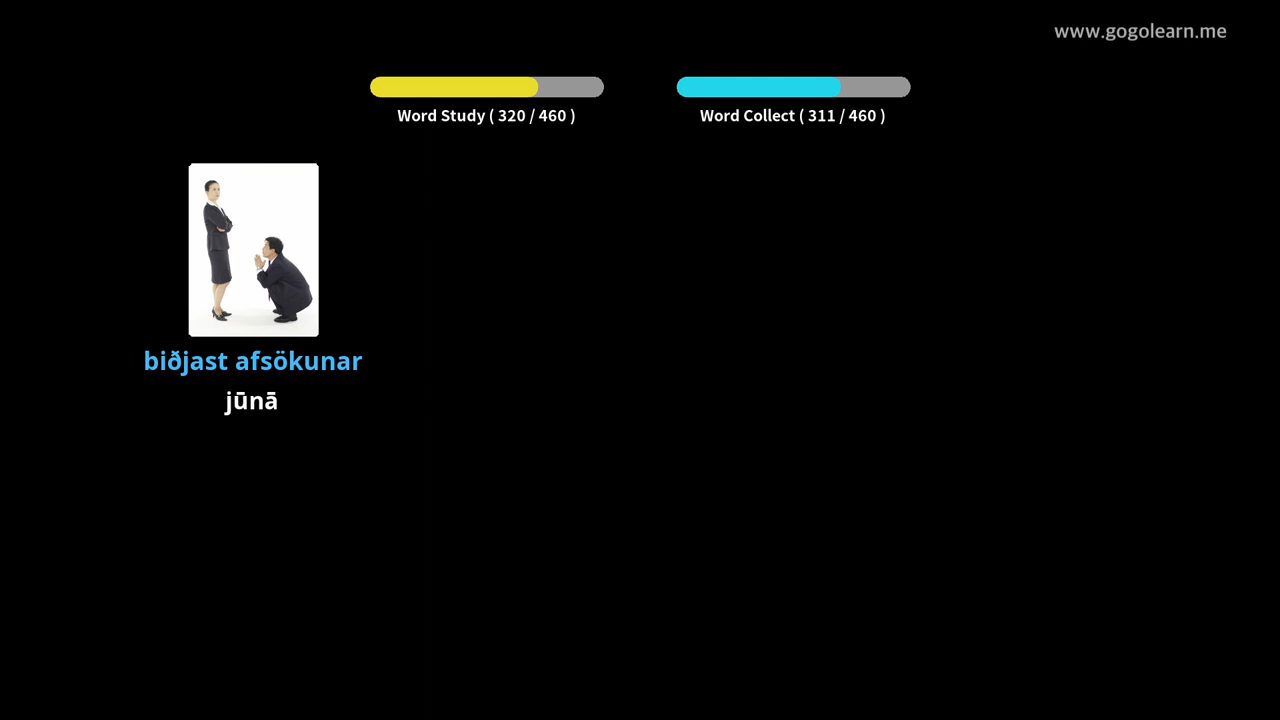 www.gogolearn.me
Word Study ( 320 / 460 )
Word Collect ( 311 / 460 )
biðjast afsökunar
jūnā